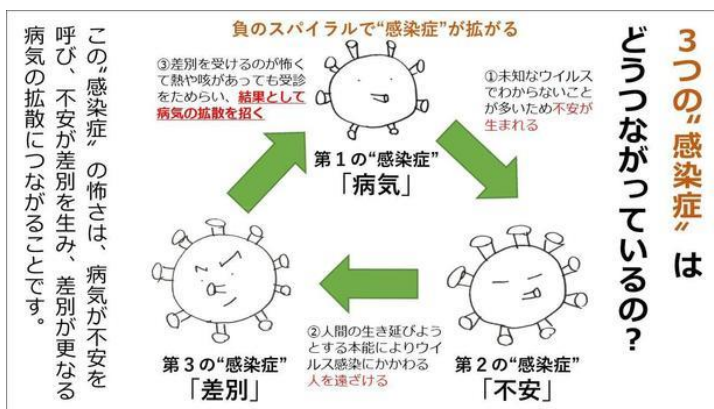 3つの“感染症”は
どうつながっているの?
負のスパイラルで“感染症”が拡がる
①未知なウイルス
でわからないこと
が多いため不安が
生まれる
第1の“感染症”
「病気」
③差別を受けるのが怖く
て熱や咳があっても受診
をためらい、結果として
病気の拡散を招く
第2の“感染症”
「不安」
②人間の生き延びよう
とする本能によりウイ
ルス感染にかかわる
人を遠ざける
第3の“感染症”
「差別」
この“感染症”の怖さは、病気が不安を
呼び、不安が差別を生み、差別が更なる
病気の拡散につながることです。